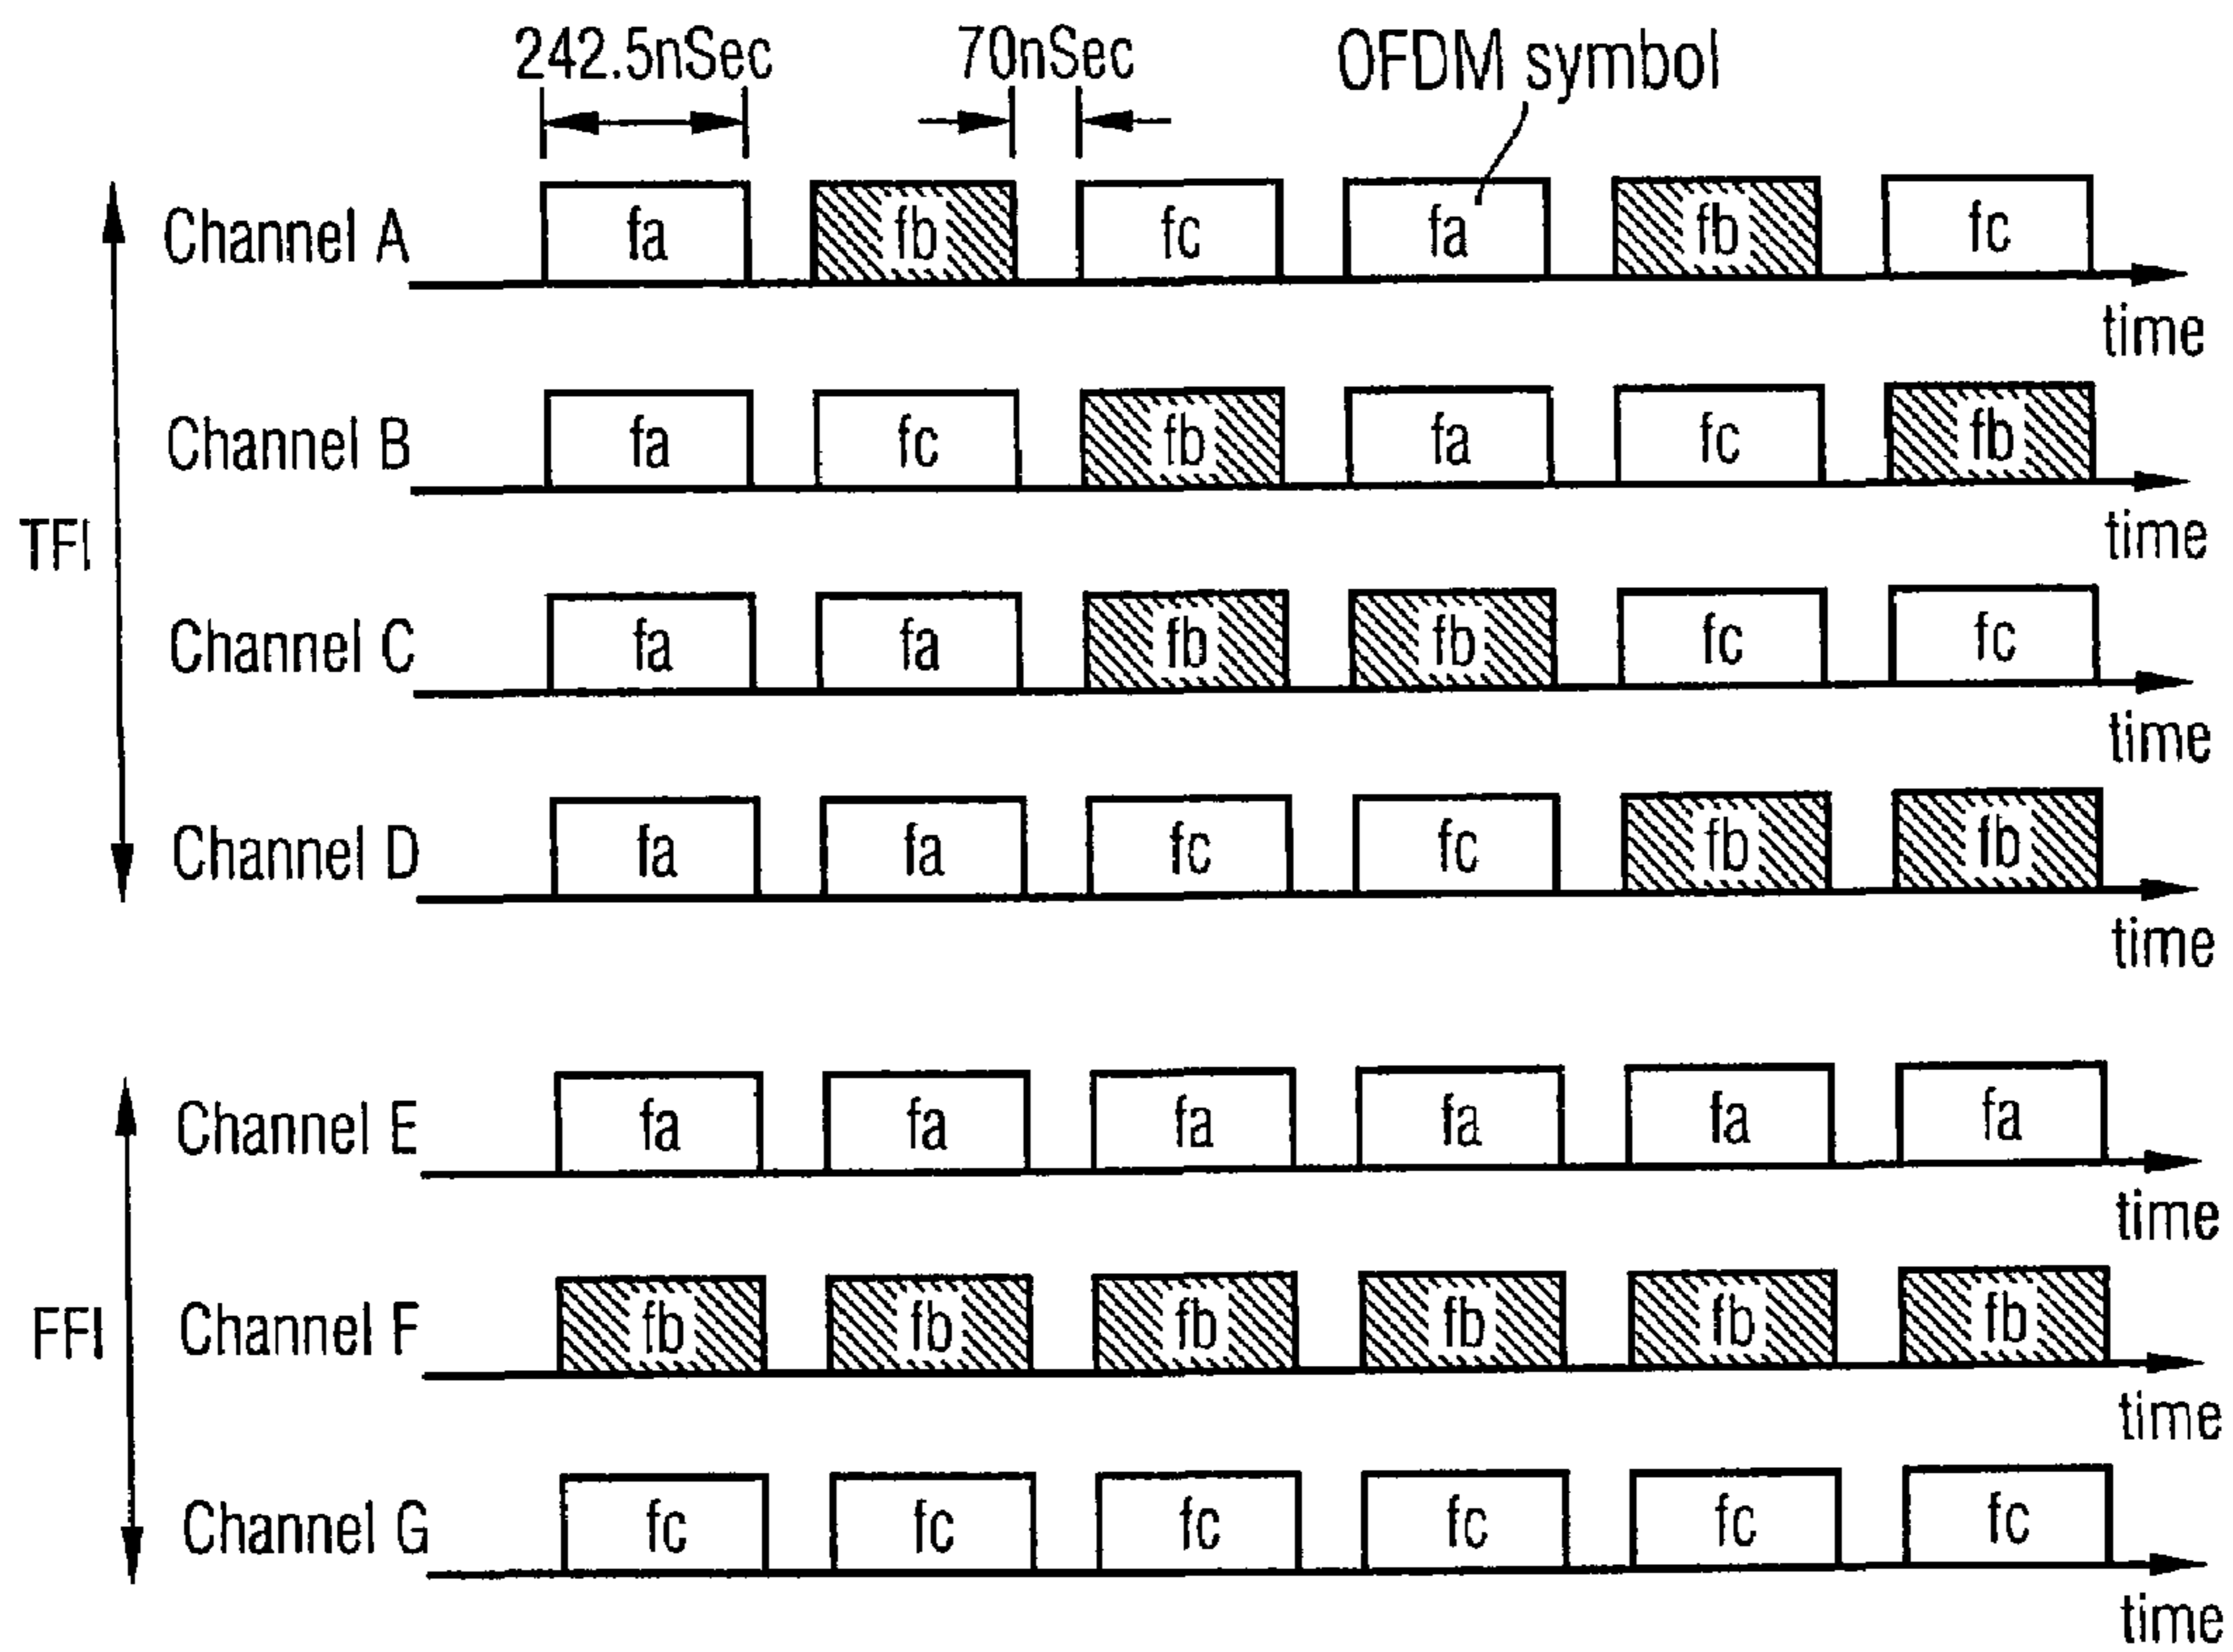 242.5nSec 70nSec OFDM symbol
Channel A fa fb fc fa fb fc
time
Channel B fa fc fb fa fc fb
time
TFI
Channel C fa fa fb fb fc fc
time
Channel D fa fa fc fc fb fb
time
Channel E fa fa fa fa fa fa
time
FFI
Channel F fb fb fb fb fb fb
time
Channel G fc fc fc fc fc fc
time